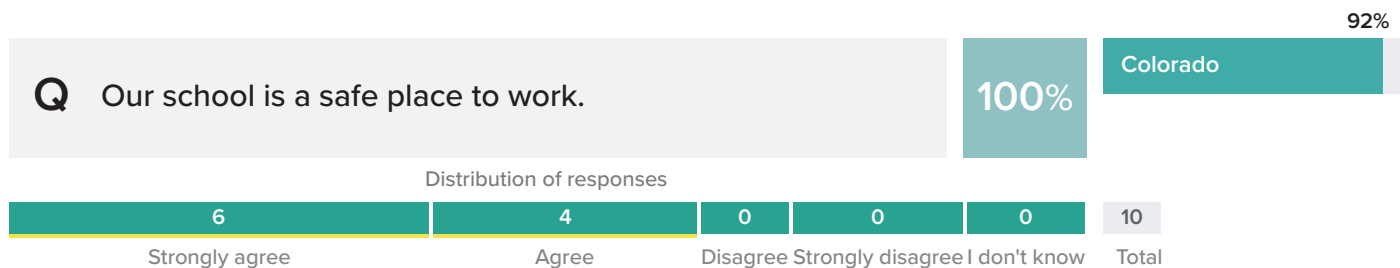 92%
Q Our school is a safe place to work.
100%
Colorado
Distribution of responses
6 4 0 0 0 10
Strongly agree Agree Disagree Strongly disagree I don't know Total